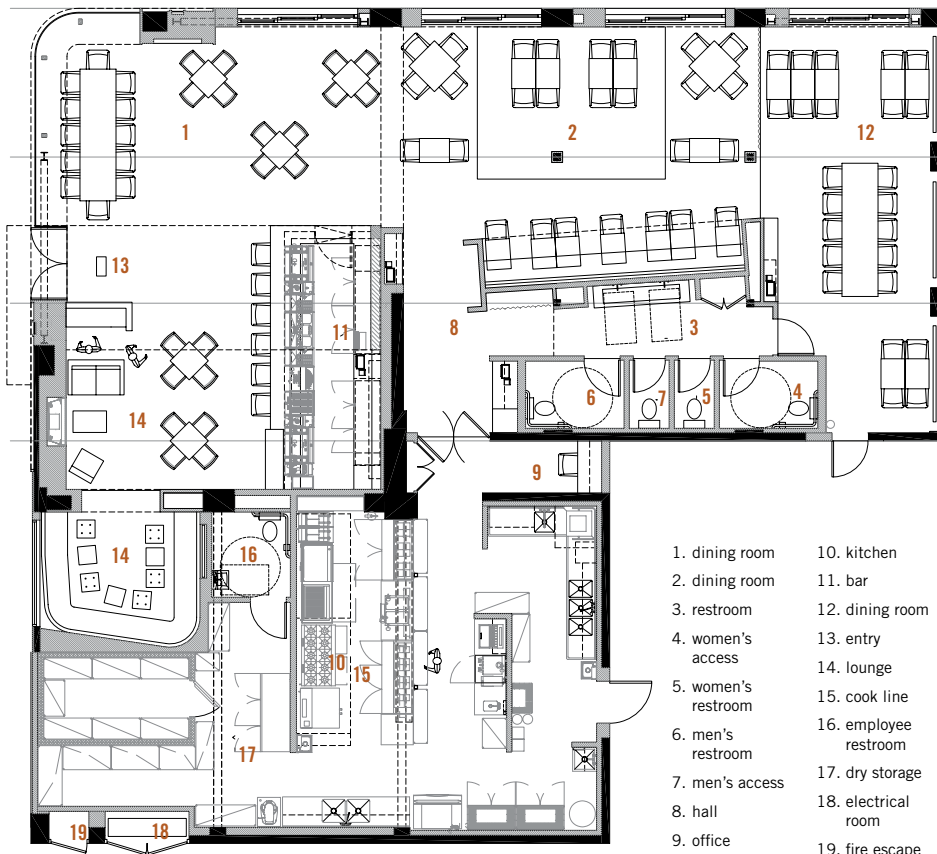 1
2
12
13
11
8
3
14
6
7
5
4
9
14
16
10
15
17
19
18
1. dining room
2. dining room
3. restroom
4. women's
access
5. women's
restroom
6. men's
restroom
7. men's access
8. hall
9. office
10. kitchen
11. bar
12. dining room
13. entry
14. lounge
15. cook line
16. employee
restroom
17. dry storage
18. electrical
room
19. fire escape